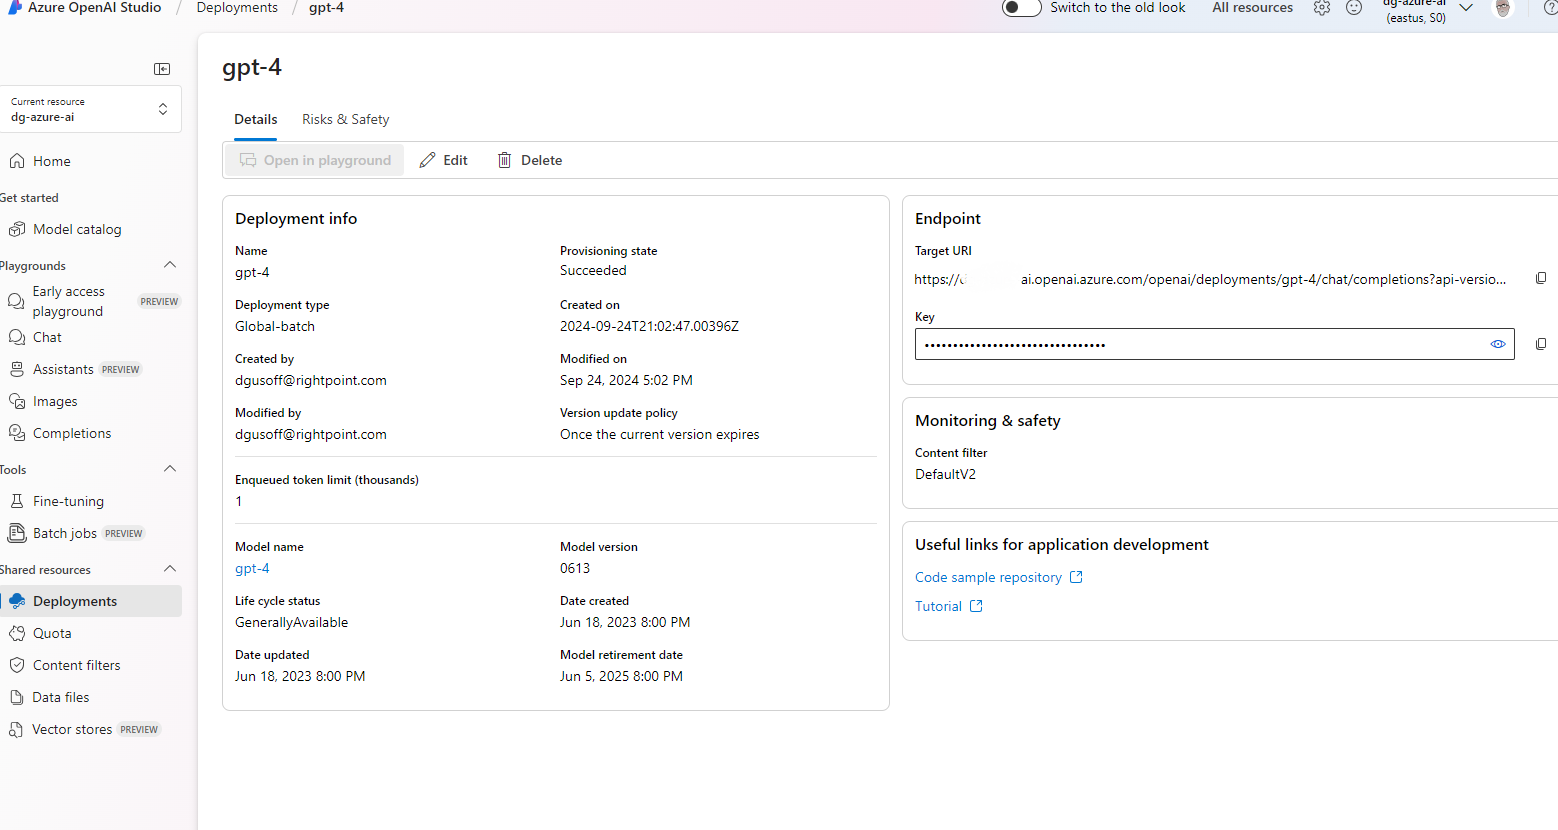 Azure OpenAI Studio / Deployments / gpt-4
Switch to the old look
All resources
dg-azure-ai
(eastus, S0)
Current resource
dg-azure-ai
Home
Get started
Model catalog
Playgrounds
Early access
playground
PREVIEW
Chat
Assistants PREVIEW
Images
Completions
Tools
Fine-tuning
Batch jobs PREVIEW
Shared resources
Deployments
Quota
Content filters
Data files
Vector stores PREVIEW
gpt-4
Details
Risks & Safety
Open in playground
Edit
Delete
Deployment info
Name
gpt-4
Provisioning state
Succeeded
Deployment type
Global-batch
Created on
2024-09-24T21:02:47.00396Z
Created by
dgusoff@rightpoint.com
Modified on
Sep 24, 2024 5:02 PM
Modified by
dgusoff@rightpoint.com
Version update policy
Once the current version expires
Enqueued token limit (thousands)
1
Model name
gpt-4
Model version
0613
Life cycle status
GenerallyAvailable
Date created
Jun 18, 2023 8:00 PM
Date updated
Jun 18, 2023 8:00 PM
Model retirement date
Jun 5, 2025 8:00 PM
Endpoint
Target URI
https:// ai.openai.azure.com/openai/deployments/gpt-4/chat/completions?api-versio...
Key
••••••••••••••••••••••••••••••••
Monitoring & safety
Content filter
DefaultV2
Useful links for application development
Code sample repository
Tutorial